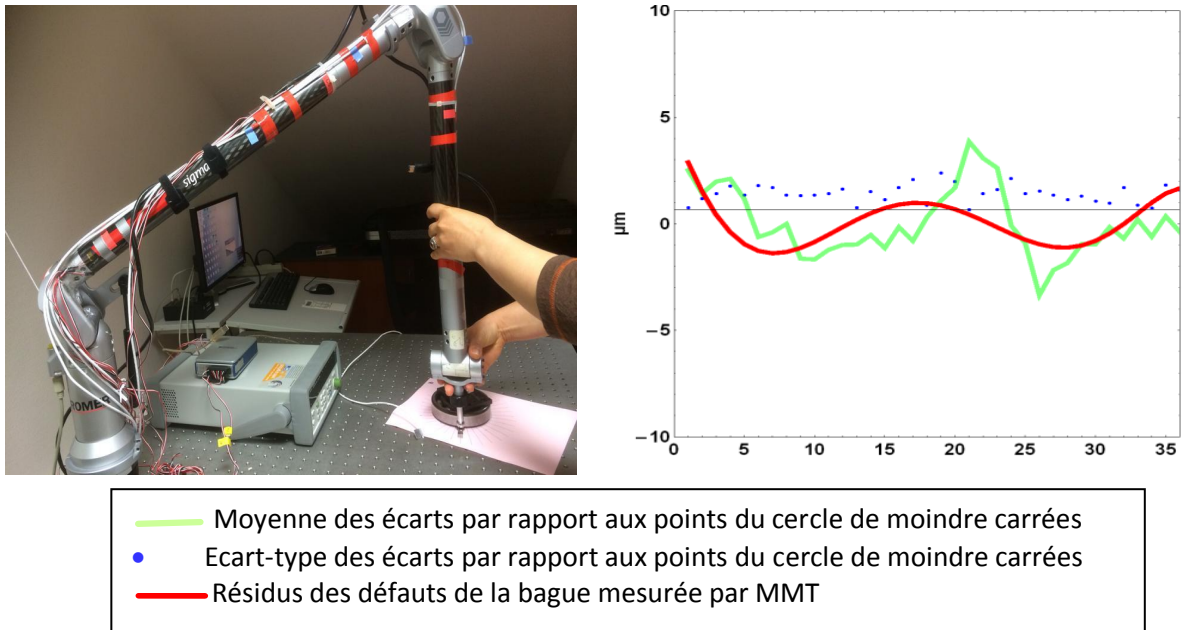 sigma
ROMER
10
5
0
−5
−10
µm
0 5 10 15 20 25 30 35
Moyenne des écarts par rapport aux points du cercle de moindre carrées
Ecart-type des écarts par rapport aux points du cercle de moindre carrées
Résidus des défauts de la bague mesurée par MMT